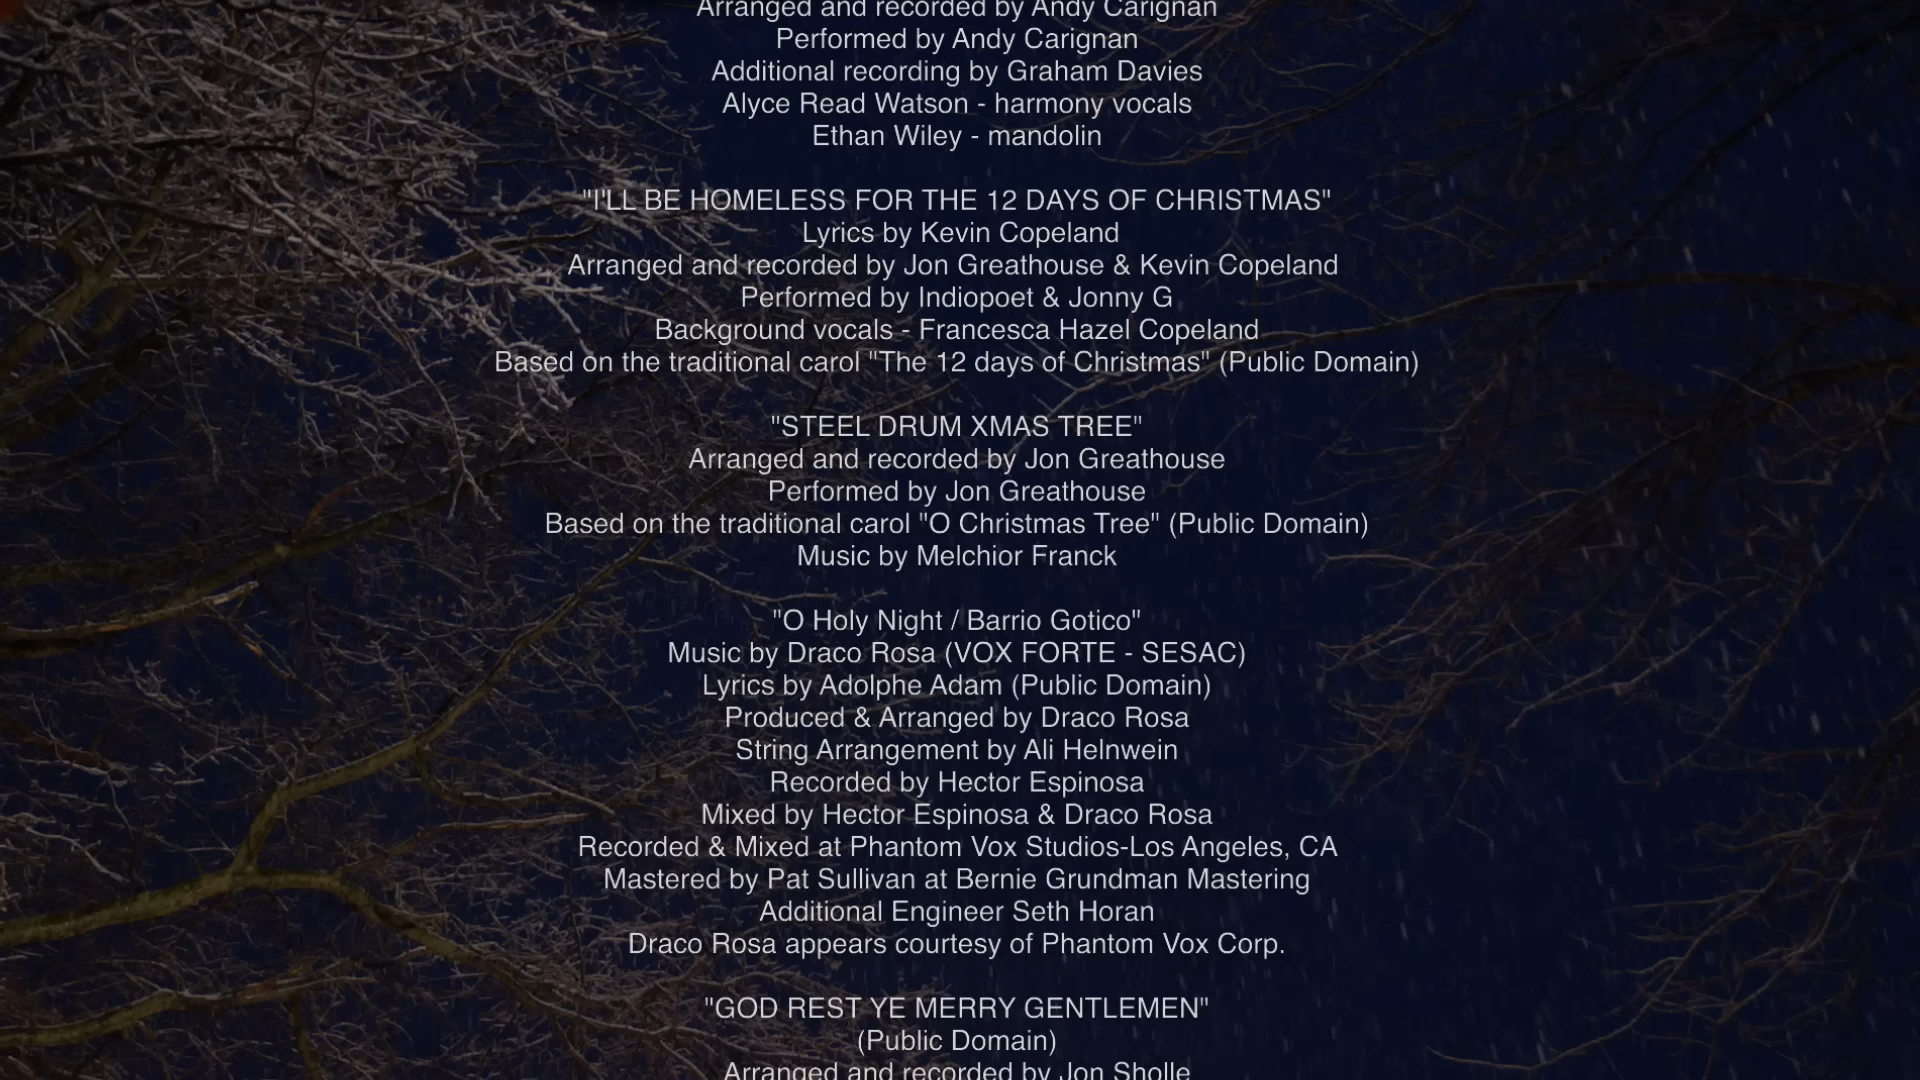 Arranged and recorded by Andy Carignan
Performed by Andy Carignan
Additional recording by Graham Davies
Alyce Read Watson - harmony vocals
Ethan Wiley - mandolin
"I'LL BE HOMELESS FOR THE 12 DAYS OF CHRISTMAS"
Lyrics by Kevin Copeland
Arranged and recorded by Jon Greathouse & Kevin Copeland
Performed by Indiopoet & Jonny G
Background vocals - Francesca Hazel Copeland
Based on the traditional carol "The 12 days of Christmas" (Public Domain)
"STEEL DRUM XMAS TREE"
Arranged and recorded by Jon Greathouse
Performed by Jon Greathouse
Based on the traditional carol "O Christmas Tree" (Public Domain)
Music by Melchior Franck
"O Holy Night / Barrio Gotico"
Music by Draco Rosa (VOX FORTE - SESAC)
Lyrics by Adolphe Adam (Public Domain)
Produced & Arranged by Draco Rosa
String Arrangement by Ali Helnwein
Recorded by Hector Espinosa
Mixed by Hector Espinosa & Draco Rosa
Recorded & Mixed at Phantom Vox Studios-Los Angeles, CA
Mastered by Pat Sullivan at Bernie Grundman Mastering
Additional Engineer Seth Horan
Draco Rosa appears courtesy of Phantom Vox Corp.
"GOD REST YE MERRY GENTLEMEN"
(Public Domain)
Arranged and recorded by Jon Sholle